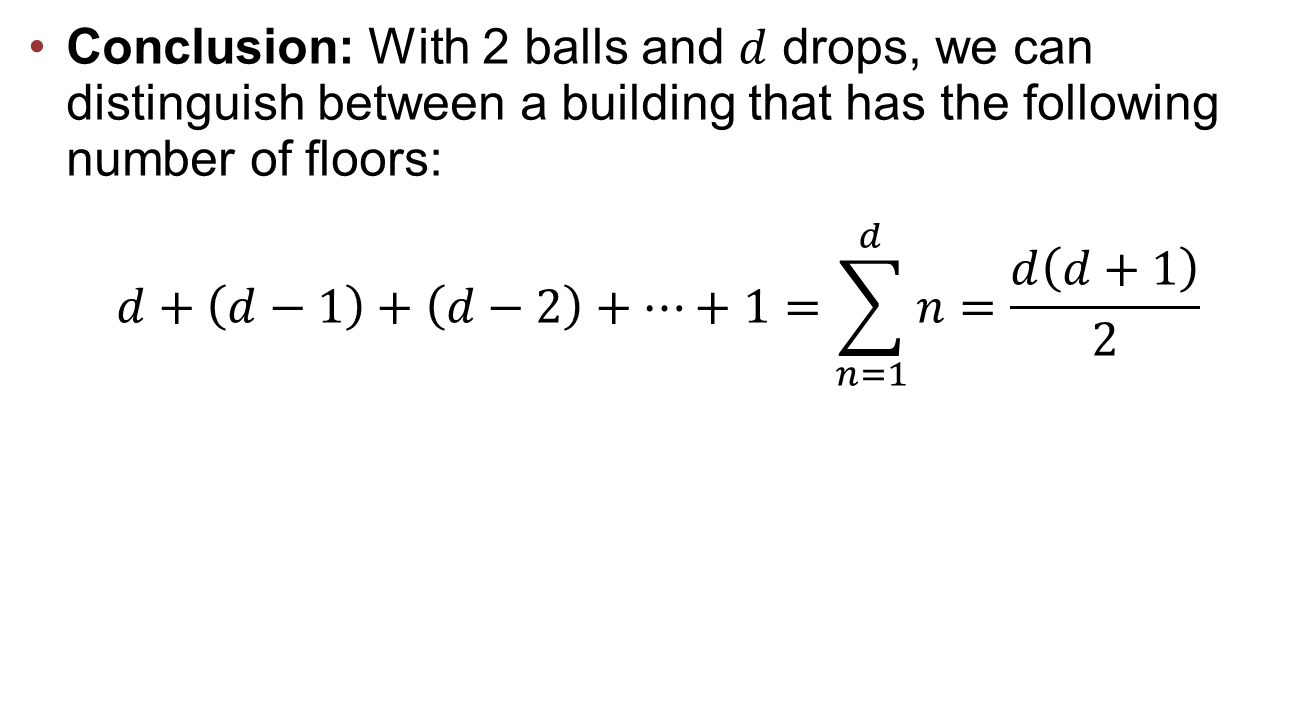 • Conclusion: With 2 balls and 𝑑 drops, we can
distinguish between a building that has the following
number of floors:
𝑑 + (𝑑 − 1) + (𝑑 − 2) + ⋯ + 1 = ∑_{𝑛=1}^{𝑑} 𝑛 = 𝑑(𝑑 + 1)/2